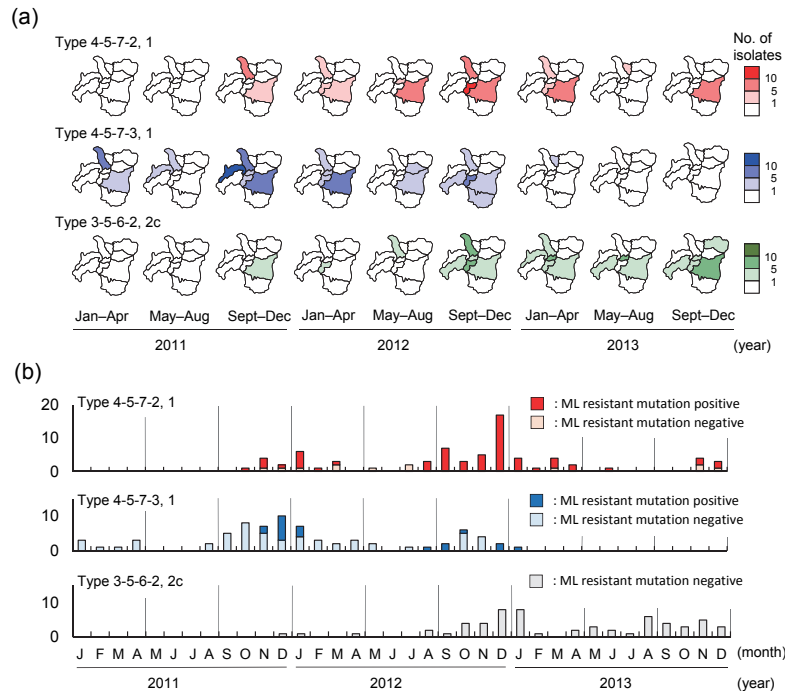 (a)
Type 4-5-7-2, 1
No. of
isolates
10
5
1
Type 4-5-7-3, 1
10
5
1
Type 3-5-6-2, 2c
10
5
1
Jan–Apr May–Aug Sept–Dec Jan–Apr May–Aug Sept–Dec Jan–Apr May–Aug Sept–Dec
2011 2012 2013 (year)
(b)
Type 4-5-7-2, 1
20
10
0
: ML resistant mutation positive
: ML resistant mutation negative
Type 4-5-7-3, 1
10
0
: ML resistant mutation positive
: ML resistant mutation negative
Type 3-5-6-2, 2c
10
0
: ML resistant mutation negative
J F M A M J J A S O N D J F M A M J J A S O N D J F M A M J J A S O N D (month)
2011 2012 2013 (year)